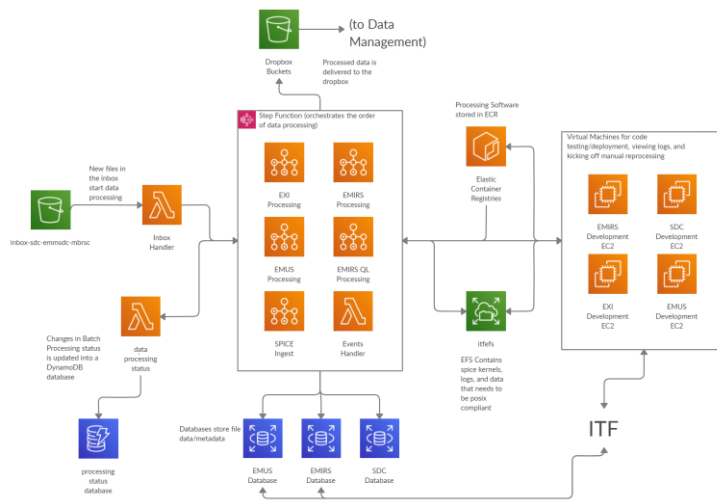 (to Data
Management)
Dropbox
Buckets
Processed data is
delivered to the
dropbox
Step Function (orchestrates the order
of data processing)
EXI
Processing
EMIRS
Processing
EMUS
Processing
EMIRS QL
Processing
SPICE
Ingest
Events
Handler
New files in
the inbox
start data
processing
inbox-sdc-emmsdc-mbrsc
Inbox
Handler
Changes in Batch
Processing status
is updated into a
DynamoDB
database
data
processing
status
processing
status
database
Databases store file
data/metadata
EMUS
Database
EMIRS
Database
SDC
Database
Processing Software
stored in ECR
Elastic
Container
Registries
itfefs
EFS Contains
spice kernels,
logs, and data
that needs to
be posix
compliant
Virtual Machines for code
testing/deployment, viewing logs, and
kicking off manual reprocessing
EMIRS
Development
EC2
SDC
Development
EC2
EXI
Development
EC2
EMUS
Development
EC2
ITF